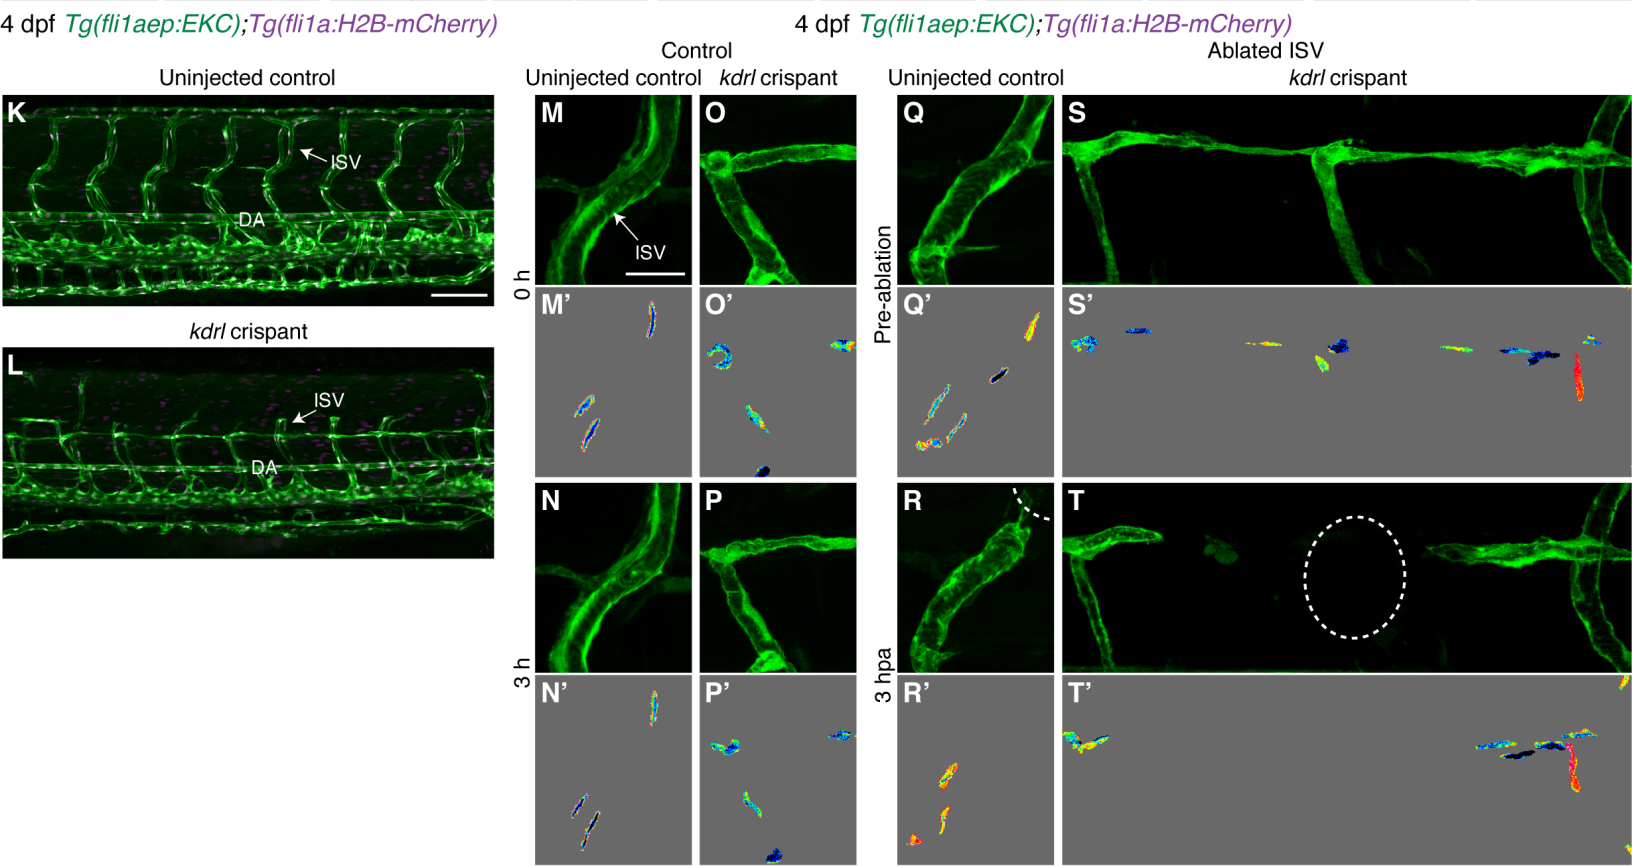 4 dpf Tg(fli1aep:EKC);Tg(fli1a:H2B-mCherry)
Uninjected control
K
ISV
DA
kdrl crispant
L
ISV
DA
4 dpf Tg(fli1aep:EKC);Tg(fli1a:H2B-mCherry)
Control
Ablated ISV
Uninjected control
kdrl crispant
Uninjected control
kdrl crispant
0 h
M
ISV
O
Pre-ablation
Q
S
M’
O’
Q’
S’
3 h
N
P
3 hpa
R
T
N’
P’
R’
T’